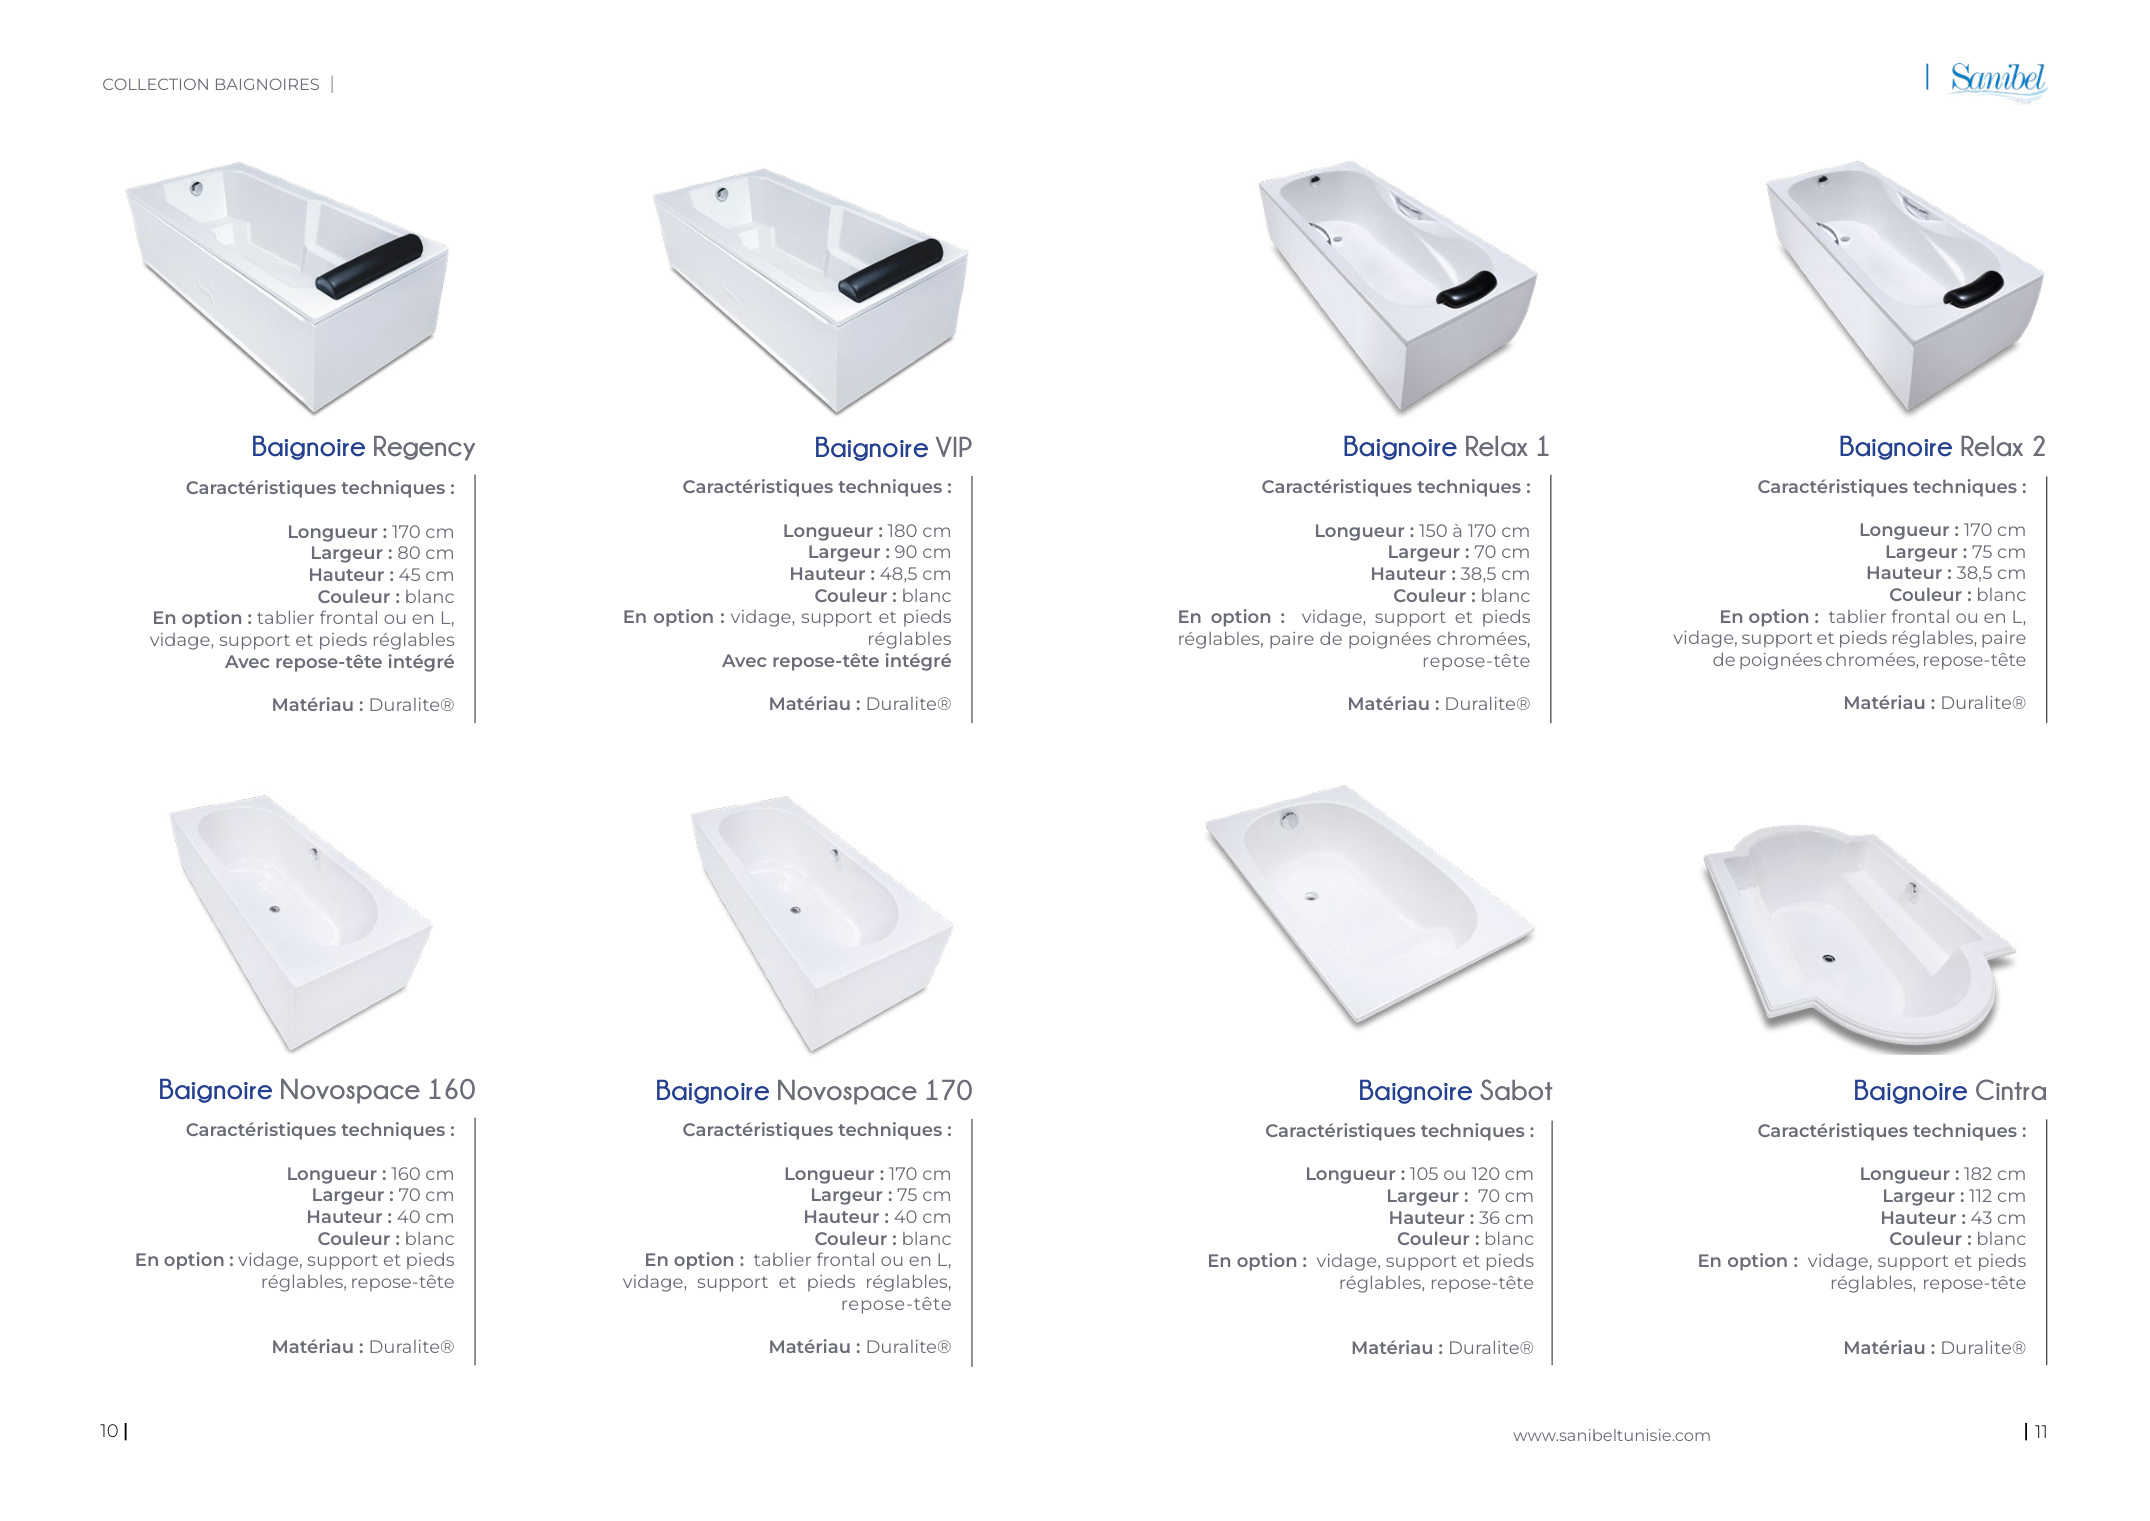 COLLECTION BAIGNOIRES |
| Sanibel
Baignoire Regency
Caractéristiques techniques :
Longueur : 170 cm
Largeur : 80 cm
Hauteur : 45 cm
Couleur : blanc
En option : tablier frontal ou en L,
vidage, support et pieds réglables
Avec repose-tête intégré
Matériau : Duralite®
Baignoire VIP
Caractéristiques techniques :
Longueur : 180 cm
Largeur : 90 cm
Hauteur : 48,5 cm
Couleur : blanc
En option : vidage, support et pieds
réglables
Avec repose-tête intégré
Matériau : Duralite®
Baignoire Relax 1
Caractéristiques techniques :
Longueur : 150 à 170 cm
Largeur : 70 cm
Hauteur : 38,5 cm
Couleur : blanc
En option : vidage, support et pieds
réglables, paire de poignées chromées,
repose-tête
Matériau : Duralite®
Baignoire Relax 2
Caractéristiques techniques :
Longueur : 170 cm
Largeur : 75 cm
Hauteur : 38,5 cm
Couleur : blanc
En option : tablier frontal ou en L,
vidage, support et pieds réglables, paire
de poignées chromées, repose-tête
Matériau : Duralite®
Baignoire Novospace 160
Caractéristiques techniques :
Longueur : 160 cm
Largeur : 70 cm
Hauteur : 40 cm
Couleur : blanc
En option : vidage, support et pieds
réglables, repose-tête
Matériau : Duralite®
Baignoire Novospace 170
Caractéristiques techniques :
Longueur : 170 cm
Largeur : 75 cm
Hauteur : 40 cm
Couleur : blanc
En option : tablier frontal ou en L,
vidage, support et pieds réglables,
repose-tête
Matériau : Duralite®
Baignoire Sabot
Caractéristiques techniques :
Longueur : 105 ou 120 cm
Largeur : 70 cm
Hauteur : 36 cm
Couleur : blanc
En option : vidage, support et pieds
réglables, repose-tête
Matériau : Duralite®
Baignoire Cintra
Caractéristiques techniques :
Longueur : 182 cm
Largeur : 112 cm
Hauteur : 43 cm
Couleur : blanc
En option : vidage, support et pieds
réglables, repose-tête
Matériau : Duralite®
10 |
www.sanibeltunisie.com
| 11